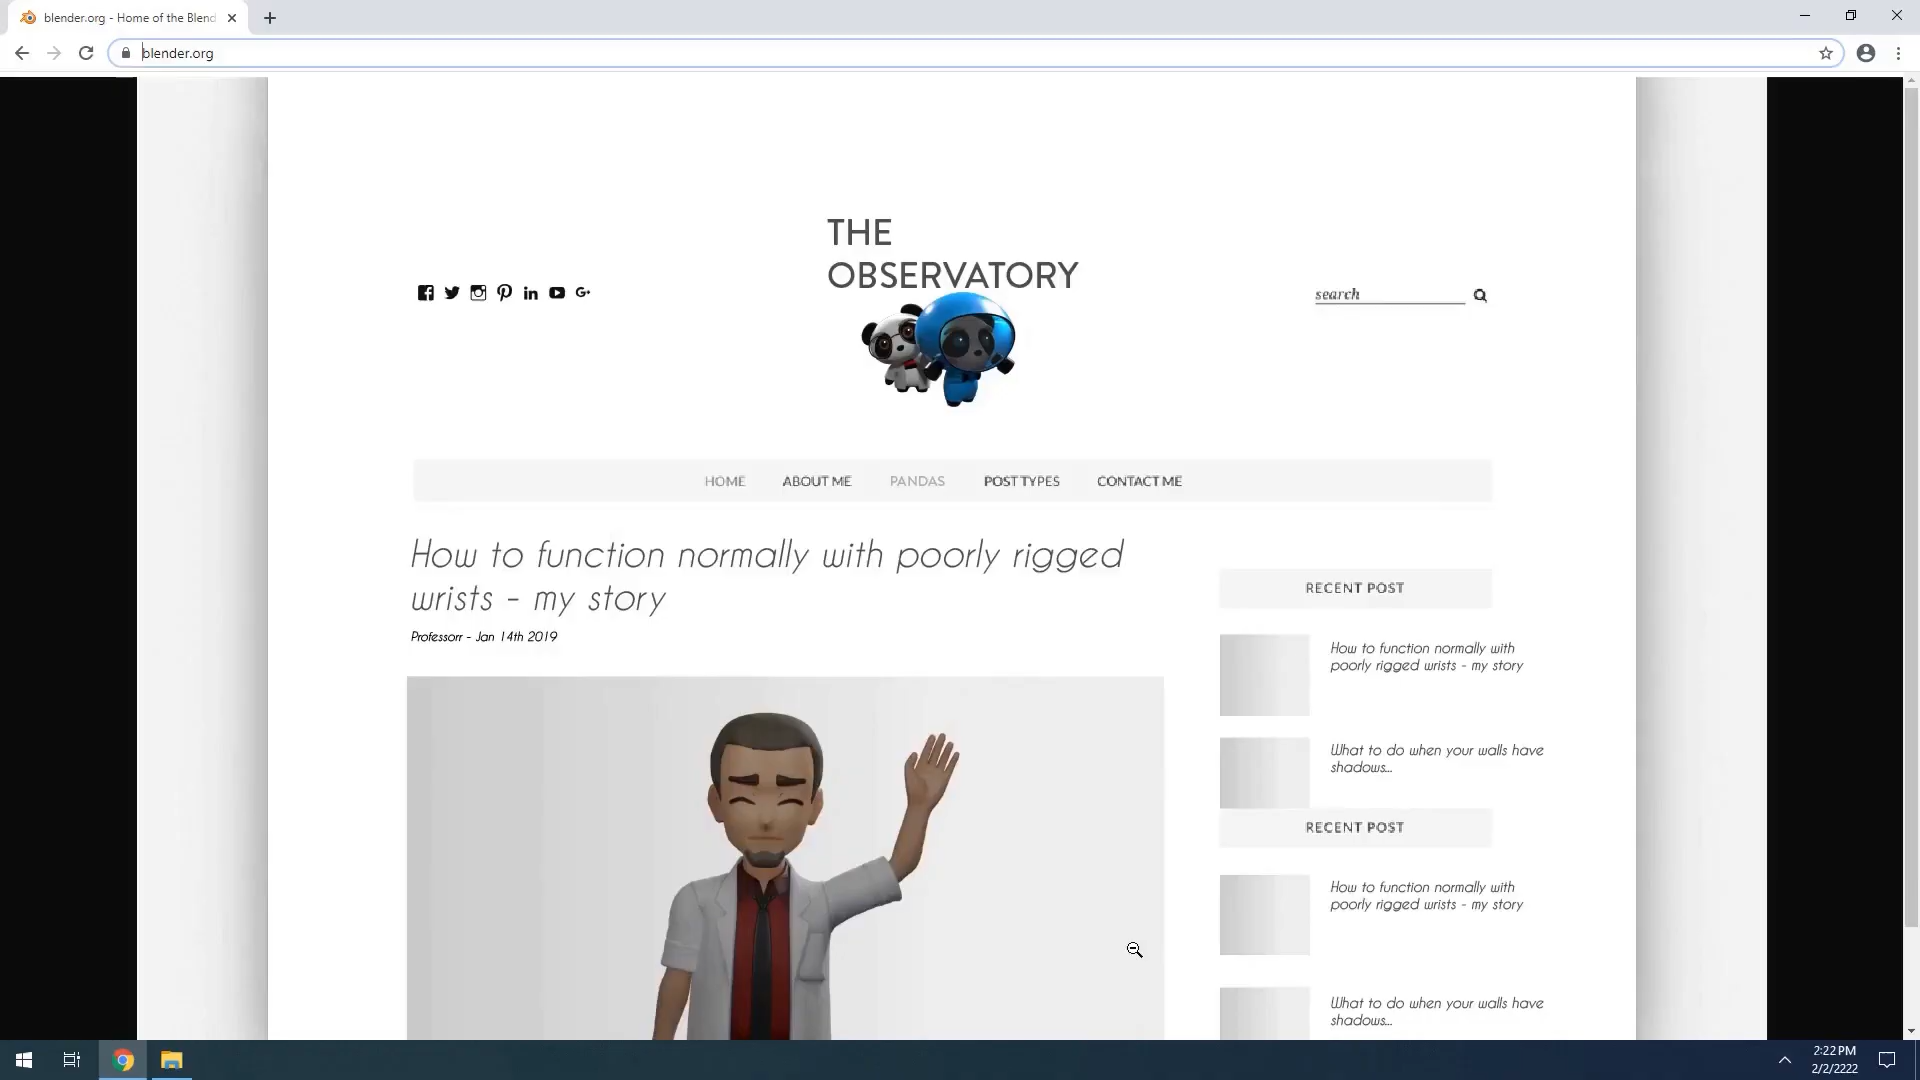 blender.org - Home of the Blend
blender.org
THE
OBSERVATORY
search
HOME ABOUT ME PANDAS POST TYPES CONTACT ME
How to function normally with poorly rigged
wrists - my story
Professorr - Jan 14th 2019
RECENT POST
How to function normally with
poorly rigged wrists - my story
What to do when your walls have
shadows...
RECENT POST
How to function normally with
poorly rigged wrists - my story
What to do when your walls have
shadows...
2:22 PM
2/2/2222